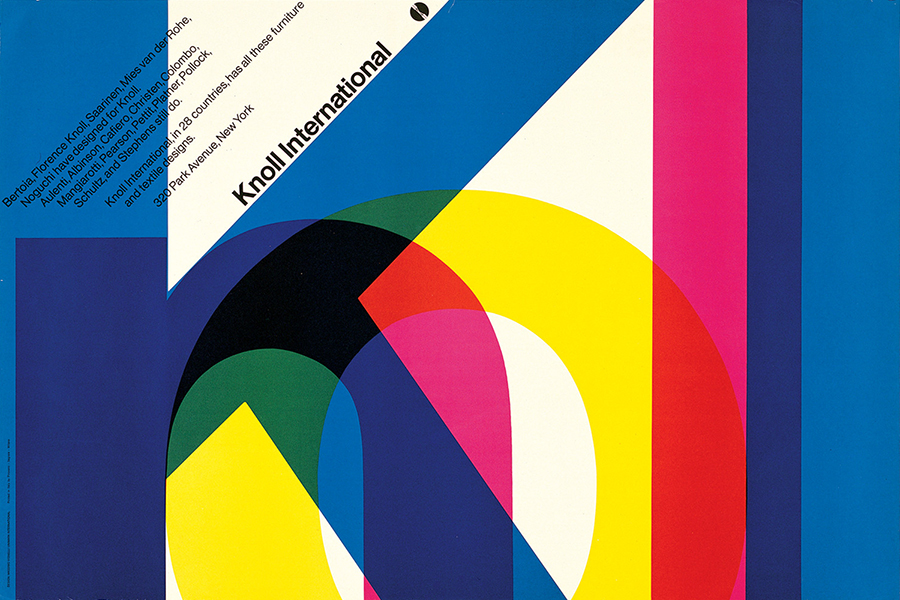 Bertoia, Florence Knoll, Saarinen, Mies van der Rohe,
Noguchi have designed for Knoll.
Aulenti, Albinson, Cafiero, Christen, Colombo,
Mangiarotti, Pearson, Pettit, Platner, Pollock,
Schultz, and Stephens still do.
Knoll International, in 28 countries, has all these furniture
and textile designs.
320 Park Avenue, New York
Knoll International